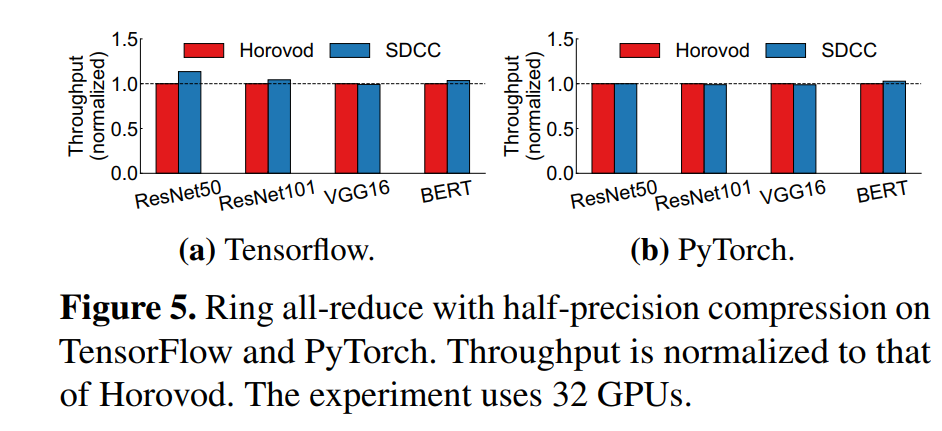 Throughput
(normalized)
1.5
1.0
0.5
0.0
Horovod SDCC
ResNet50 ResNet101 VGG16 BERT
(a) Tensorflow.
Throughput
(normalized)
1.5
1.0
0.5
0.0
Horovod SDCC
ResNet50 ResNet101 VGG16 BERT
(b) PyTorch.
Figure 5. Ring all-reduce with half-precision compression on
TensorFlow and PyTorch. Throughput is normalized to that
of Horovod. The experiment uses 32 GPUs.